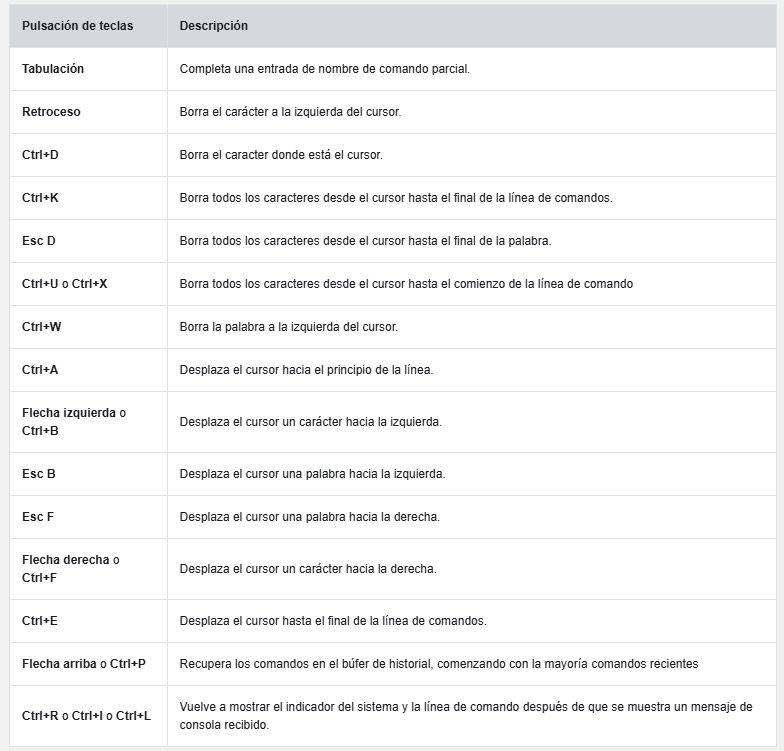 Pulsación de teclas Descripción
Tabulación Completa una entrada de nombre de comando parcial.
Retroceso Borra el carácter a la izquierda del cursor.
Ctrl+D Borra el caracter donde está el cursor.
Ctrl+K Borra todos los caracteres desde el cursor hasta el final de la línea de comandos.
Esc D Borra todos los caracteres desde el cursor hasta el final de la palabra.
Ctrl+U o Ctrl+X Borra todos los caracteres desde el cursor hasta el comienzo de la línea de comando
Ctrl+W Borra la palabra a la izquierda del cursor.
Ctrl+A Desplaza el cursor hacia el principio de la línea.
Flecha izquierda o
Ctrl+B
Desplaza el cursor un carácter hacia la izquierda.
Esc B Desplaza el cursor una palabra hacia la izquierda.
Esc F Desplaza el cursor una palabra hacia la derecha.
Flecha derecha o
Ctrl+F
Desplaza el cursor un carácter hacia la derecha.
Ctrl+E Desplaza el cursor hasta el final de la línea de comandos.
Flecha arriba o Ctrl+P Recupera los comandos en el búfer de historial, comenzando con la mayoría comandos recientes
Ctrl+R o Ctrl+I o Ctrl+L
Vuelve a mostrar el indicador del sistema y la línea de comando después de que se muestra un mensaje de
consola recibido.